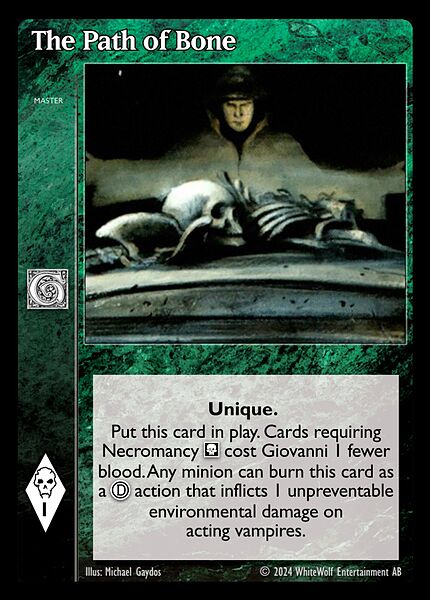 The Path of Bone
MASTER
G
Unique.
Put this card in play. Cards requiring
Necromancy cost Giovanni 1 fewer
blood. Any minion can burn this card as
a D action that inflicts 1 unpreventable
environmental damage on
acting vampires.
1
Illus: Michael Gaydos
© 2024 WhiteWolf Entertainment AB